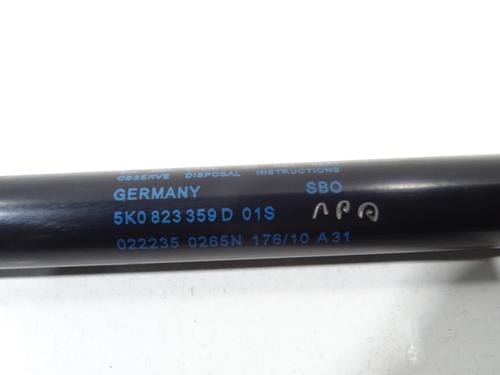 OBSERVE DISPOSAL INSTRUCTIONS
GERMANY SBO
5K0 823 359 D 01S
022235 0265N 176/10 A31